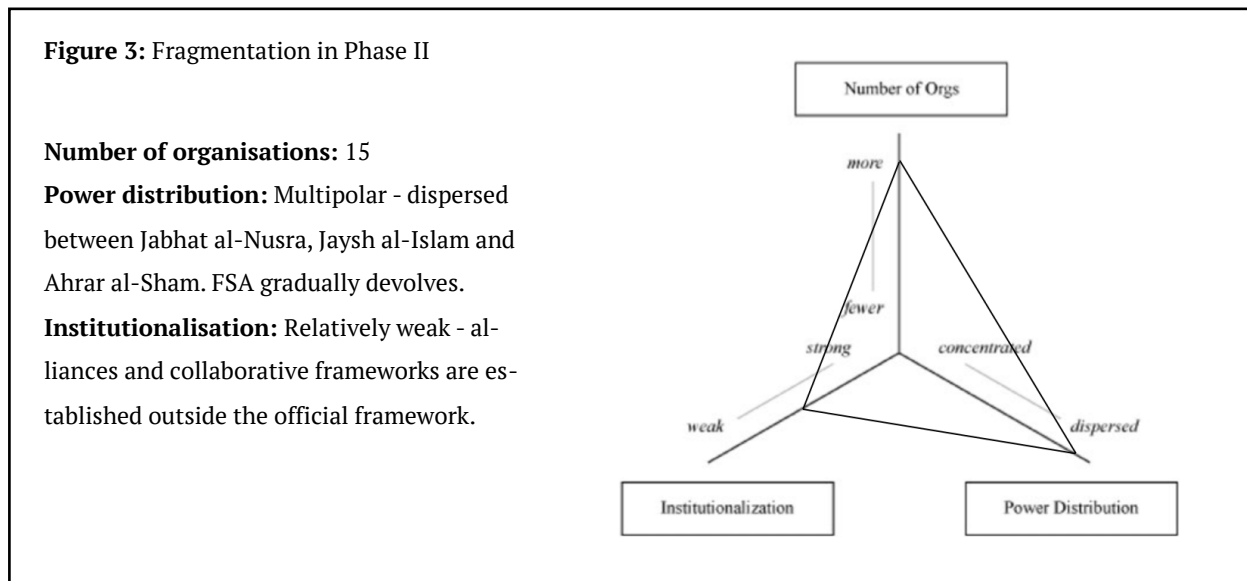 Figure 3: Fragmentation in Phase II
Number of organisations: 15
Power distribution: Multipolar - dispersed
between Jabhat al-Nusra, Jaysh al-Islam and
Ahrar al-Sham. FSA gradually devolves.
Institutionalisation: Relatively weak - al-
liances and collaborative frameworks are es-
tablished outside the official framework.
Number of Orgs
more
fewer
strong
concentrated
weak
dispersed
Institutionalization
Power Distribution